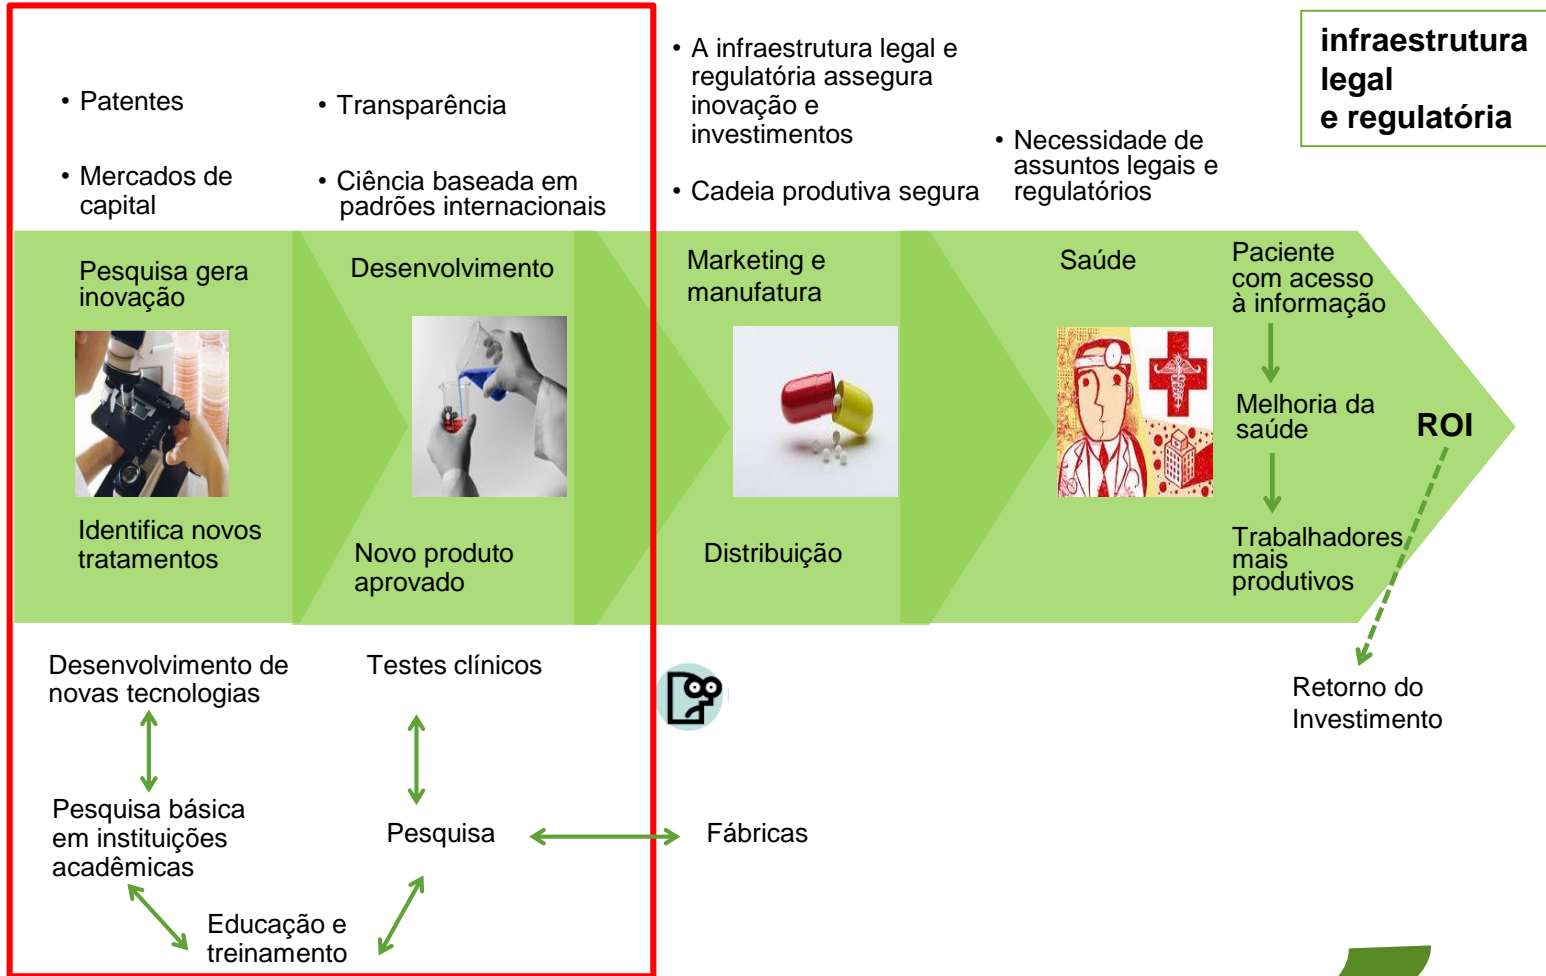 • Patentes
• Mercados de
capital
• Transparência
• Ciência baseada em
padrões internacionais
• A infraestrutura legal e
regulatória assegura
inovação e
investimentos
• Cadeia produtiva segura
• Necessidade de
assuntos legais e
regulatórios
infraestrutura
legal
e regulatória
Pesquisa gera
inovação
Identifica novos
tratamentos
Desenvolvimento
Novo produto
aprovado
Marketing e
manufatura
Distribuição
Saúde
Paciente
com acesso
à informação
Melhoria da
saúde
Trabalhadores
mais
produtivos
ROI
Retorno do
Investimento
Desenvolvimento de
novas tecnologias
Testes clínicos
Pesquisa básica
em instituições
acadêmicas
Pesquisa
Fábricas
Educação e
treinamento